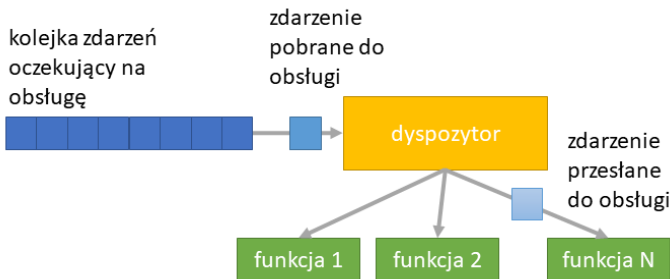 kolejka zdarzeń
oczekujący na
obsługę
zdarzenie
pobrane do
obsługi
dyspozytor
zdarzenie
przesłane
do obsługi
funkcja 1
funkcja 2
funkcja N